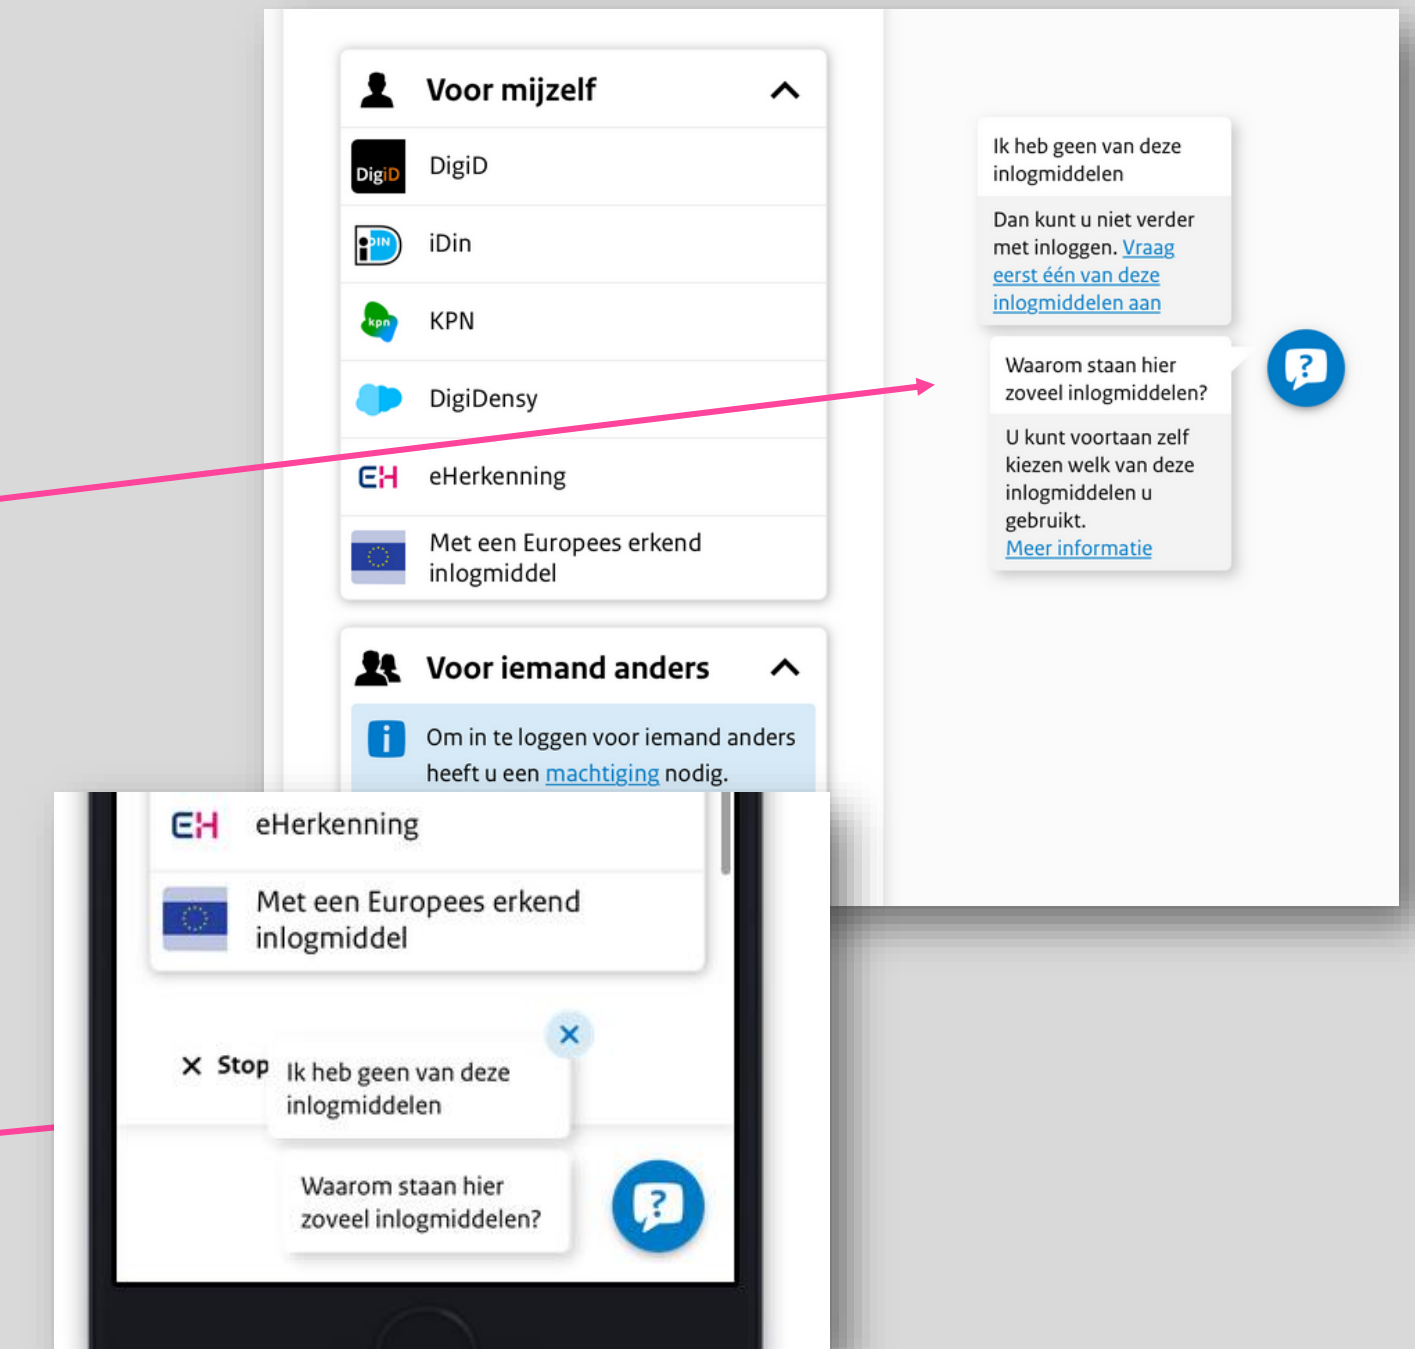 Voor mijzelf
DigiD
DigiD
iDIN
iDin
kpn
KPN
DigiDensy
EH
eHerkenning
Met een Europees erkend
inlogmiddel
Voor iemand anders
i
Om in te loggen voor iemand anders
heeft u een machtiging nodig.
Ik heb geen van deze
inlogmiddelen
Dan kunt u niet verder
met inloggen. Vraag
eerst één van deze
inlogmiddelen aan
Waarom staan hier
zoveel inlogmiddelen?
U kunt voortaan zelf
kiezen welk van deze
inlogmiddelen u
gebruikt.
Meer informatie
?
EH
eHerkenning
Met een Europees erkend
inlogmiddel
Stop
Ik heb geen van deze
inlogmiddelen
Waarom staan hier
zoveel inlogmiddelen?
?